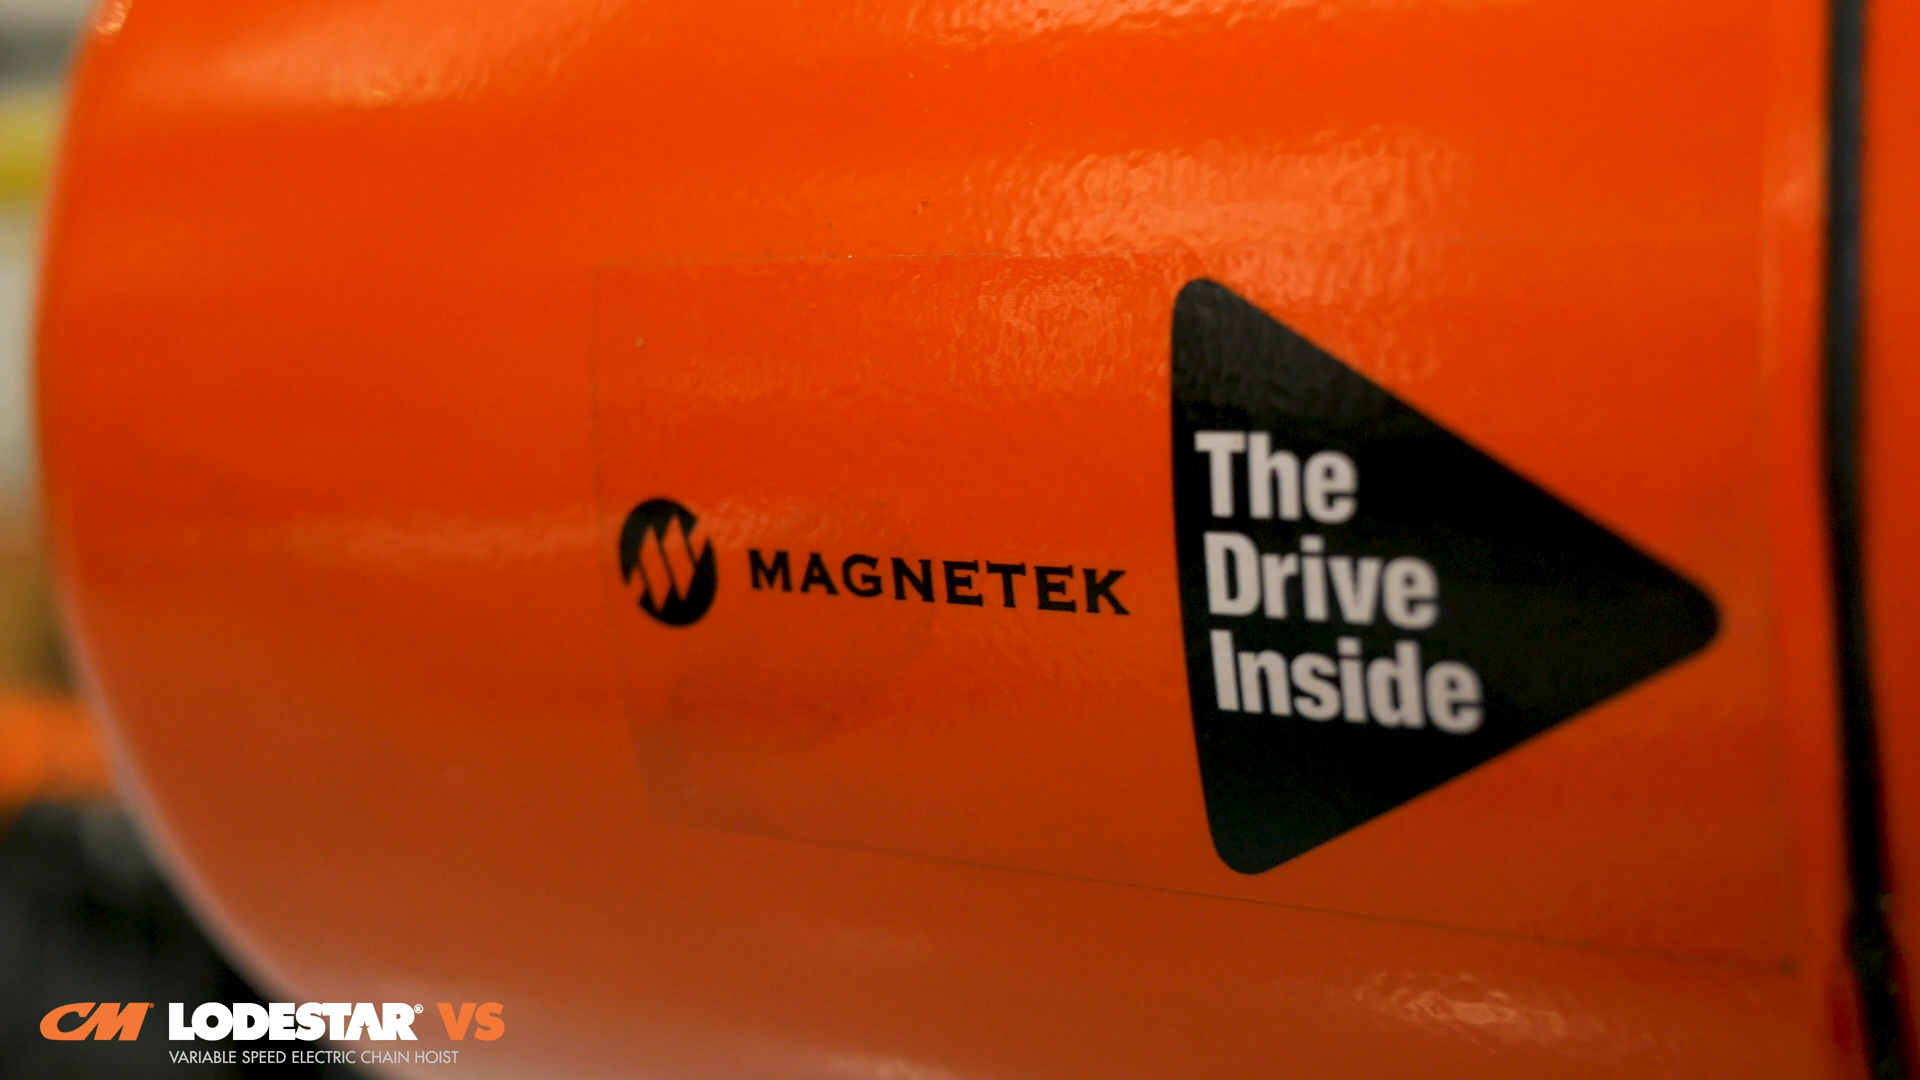 MAGNETEK
The
Drive
Inside
CM LODESTAR® VS
VARIABLE SPEED ELECTRIC CHAIN HOIST